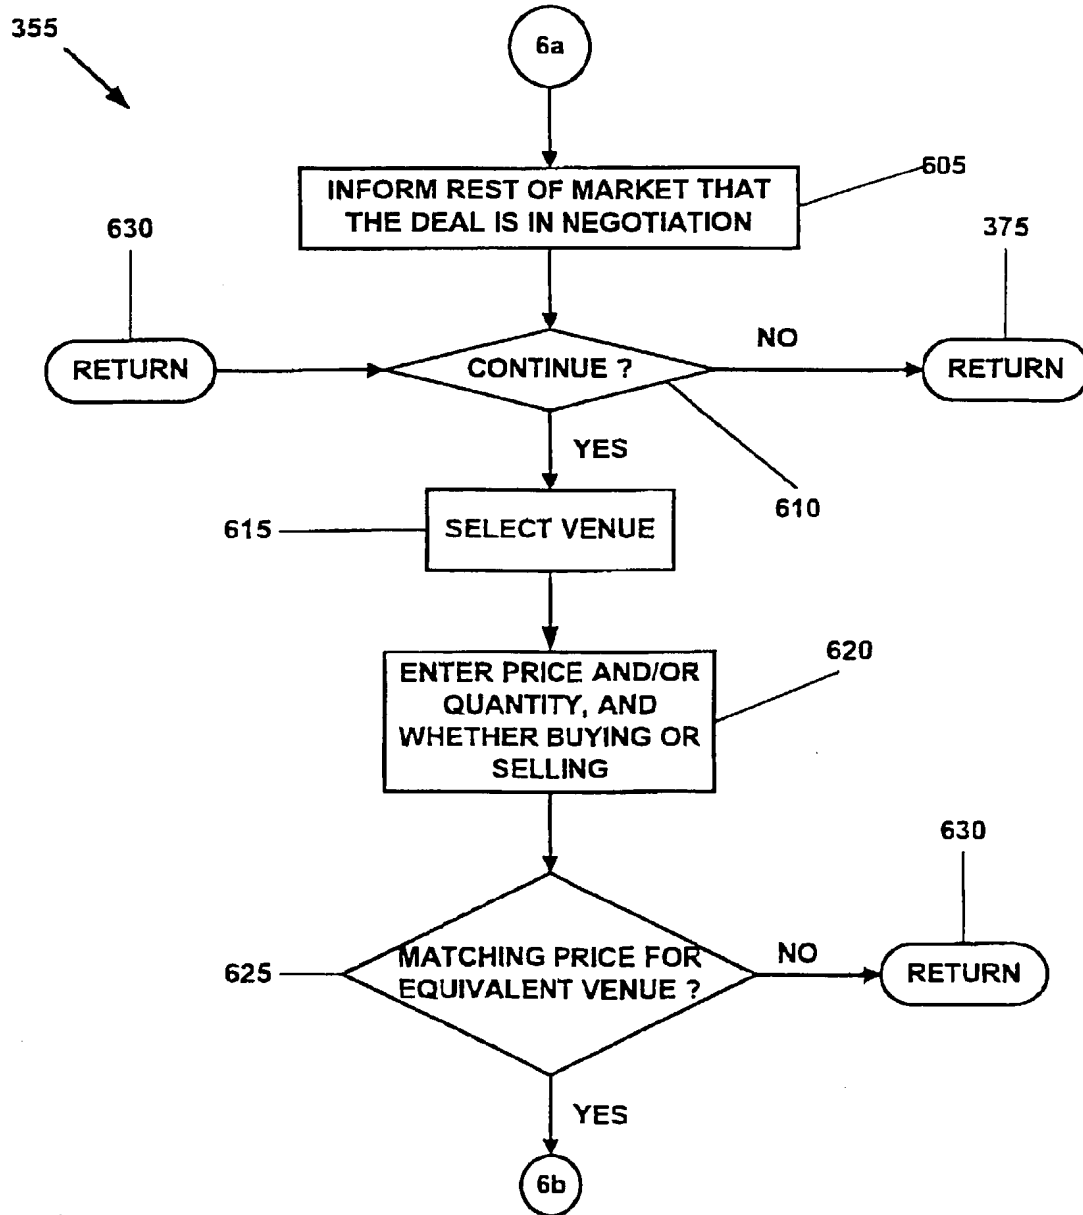 355
6a
605
INFORM REST OF MARKET THAT
THE DEAL IS IN NEGOTIATION
630
375
RETURN
CONTINUE ?
NO
RETURN
YES
610
615
SELECT VENUE
620
ENTER PRICE AND/OR
QUANTITY, AND
WHETHER BUYING OR
SELLING
630
625
MATCHING PRICE FOR
EQUIVALENT VENUE ?
NO
RETURN
YES
6b